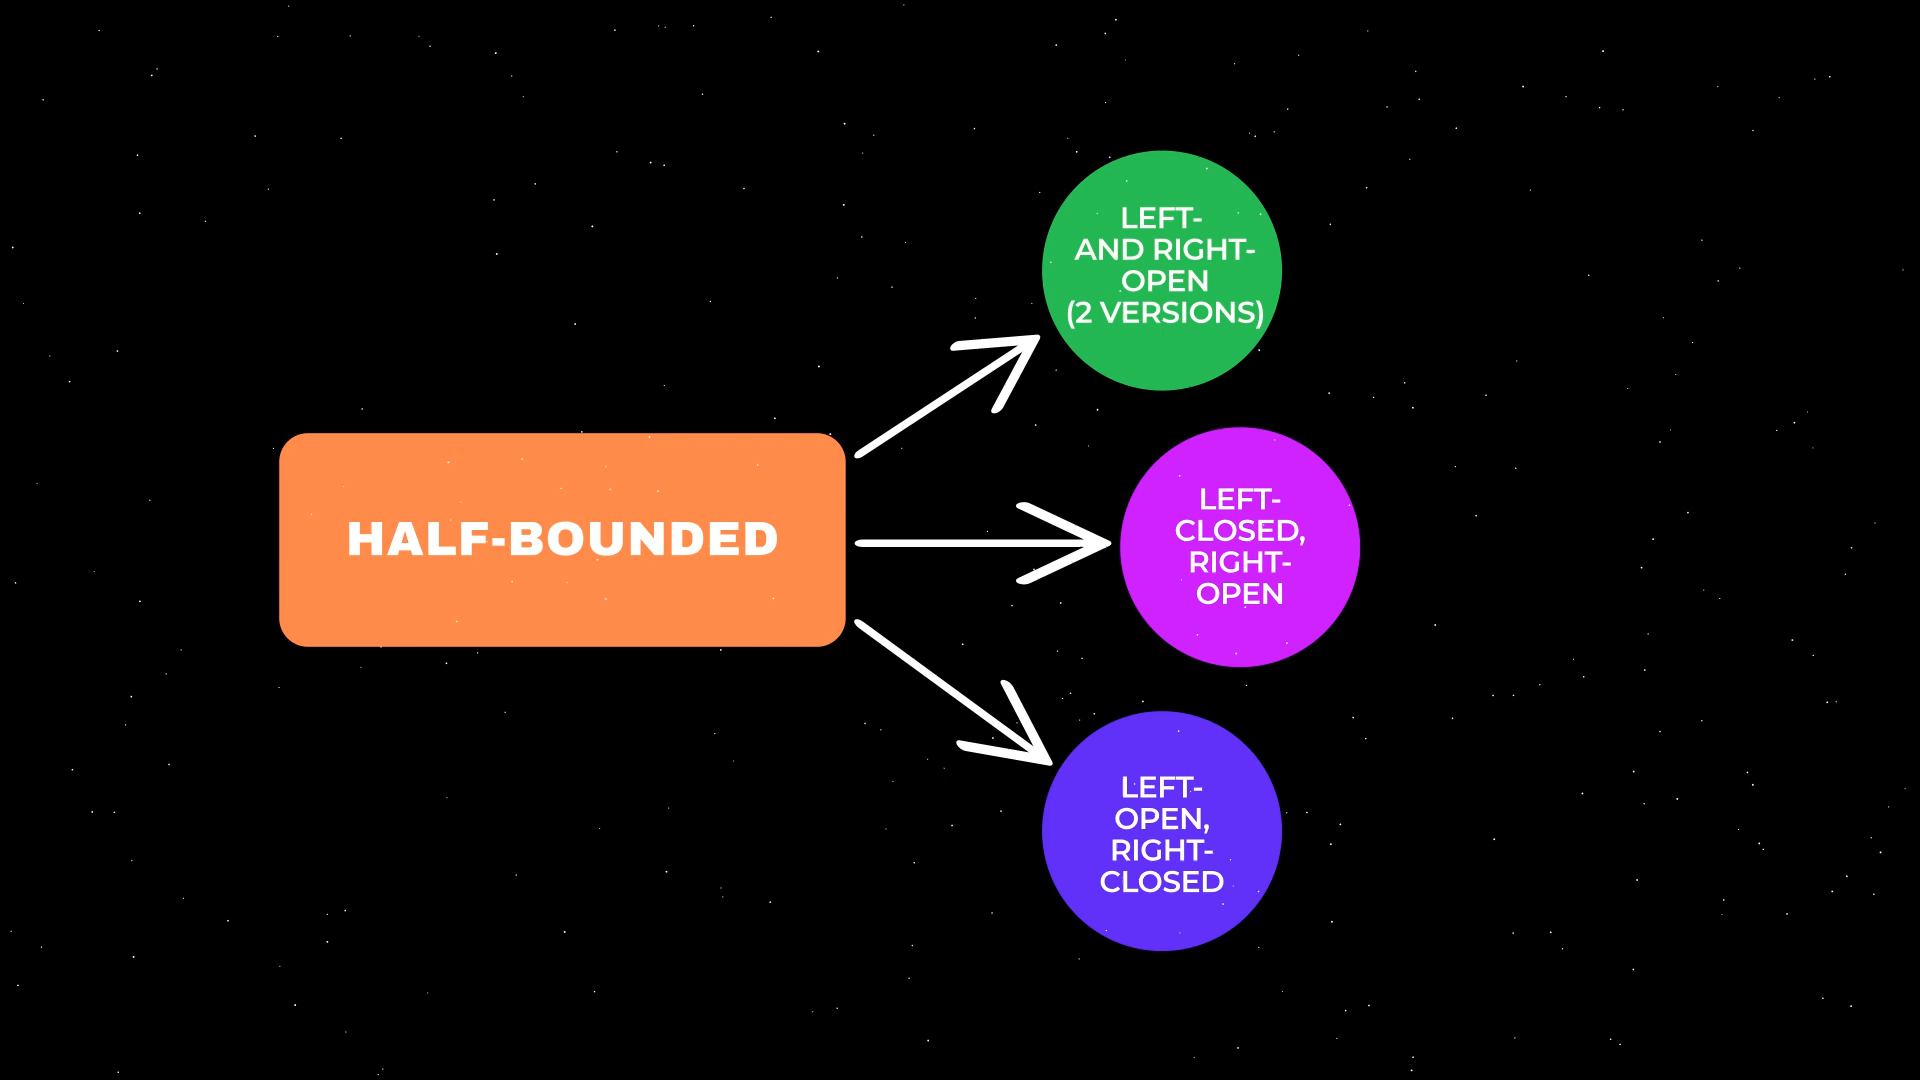 HALF-BOUNDED
LEFT-
AND RIGHT-
OPEN
(2 VERSIONS)
LEFT-
CLOSED,
RIGHT-
OPEN
LEFT-
OPEN,
RIGHT-
CLOSED